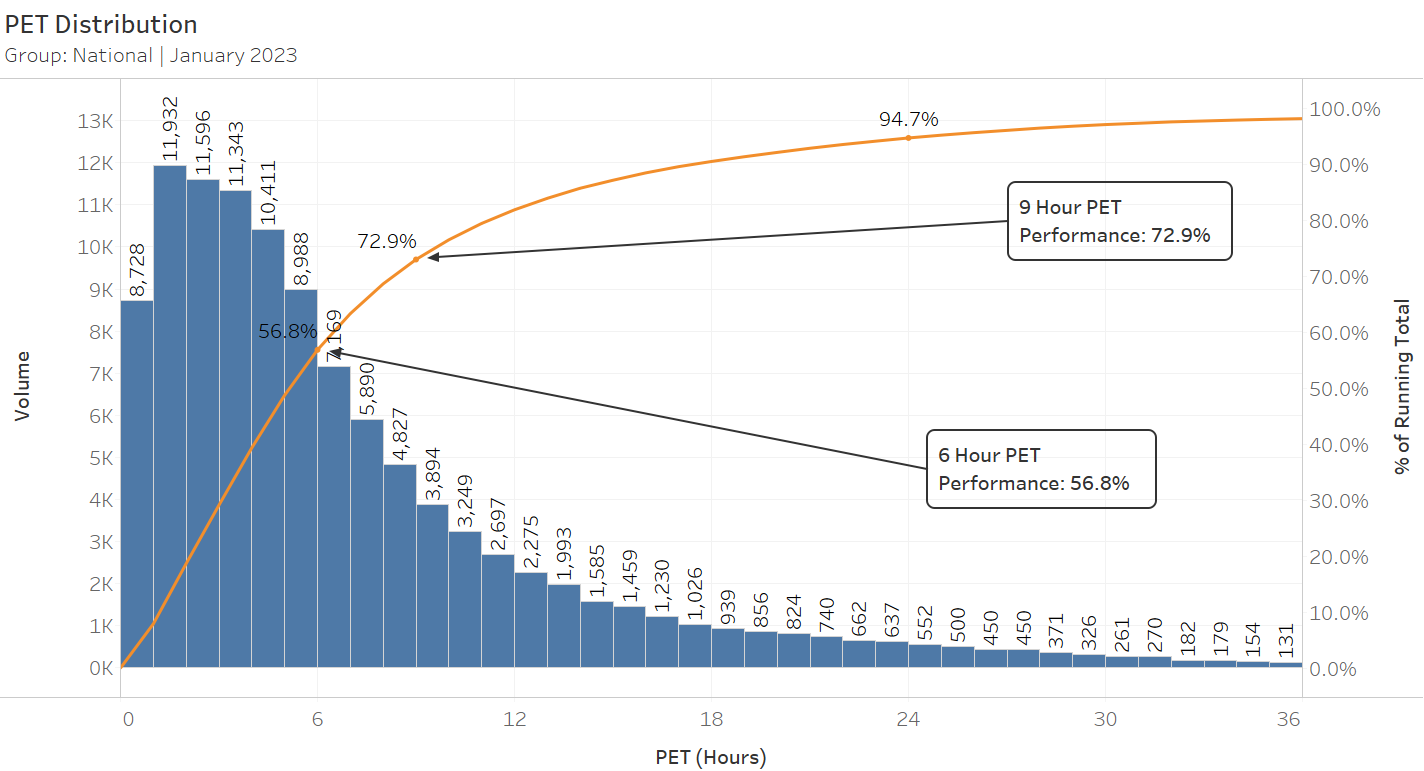 PET Distribution
Group: National | January 2023
Volume
13K
12K
11K
10K
9K
8K
7K
6K
5K
4K
3K
2K
1K
0K
8,728
11,932
11,596
11,343
10,411
8,988
7,169
5,890
4,827
3,894
3,249
2,697
2,275
1,993
1,585
1,459
1,230
1,026
939
856
824
740
662
637
552
500
450
450
371
326
261
270
182
179
154
131
56.8%
72.9%
94.7%
9 Hour PET
Performance: 72.9%
6 Hour PET
Performance: 56.8%
100.0%
90.0%
80.0%
70.0%
60.0%
50.0%
40.0%
30.0%
20.0%
10.0%
0.0%
% of Running Total
0
6
12
18
24
30
36
PET (Hours)